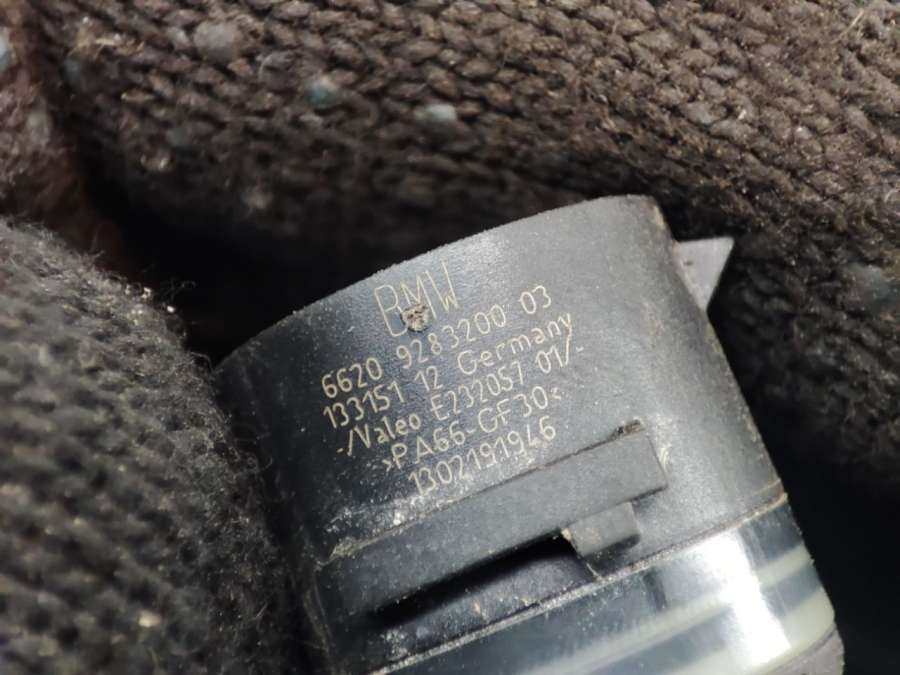 BMW
6620 9283200 03
133151 12 Germany
-/Valeo E232057 01/-
>PA66-GF30<
1302191946